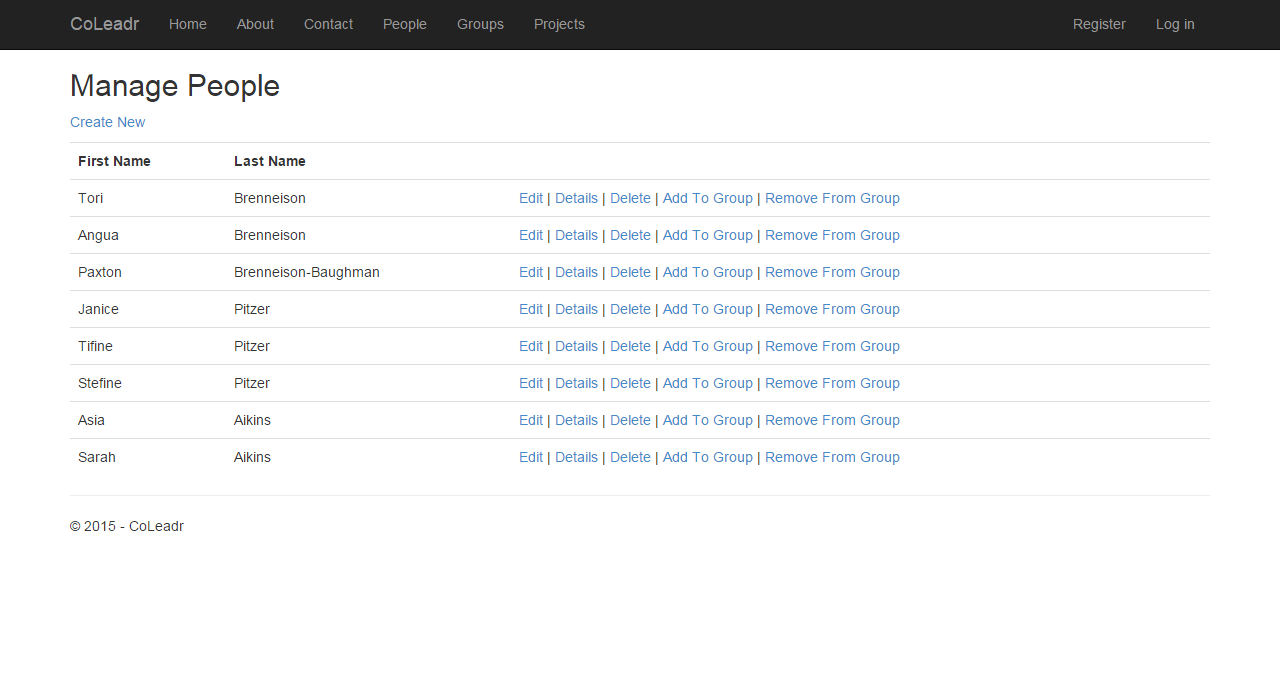 CoLeadr Home About Contact People Groups Projects Register Log in
Manage People
Create New
First Name Last Name
Tori Brenneison Edit | Details | Delete | Add To Group | Remove From Group
Angua Brenneison Edit | Details | Delete | Add To Group | Remove From Group
Paxton Brenneison-Baughman Edit | Details | Delete | Add To Group | Remove From Group
Janice Pitzer Edit | Details | Delete | Add To Group | Remove From Group
Tifine Pitzer Edit | Details | Delete | Add To Group | Remove From Group
Stefine Pitzer Edit | Details | Delete | Add To Group | Remove From Group
Asia Aikins Edit | Details | Delete | Add To Group | Remove From Group
Sarah Aikins Edit | Details | Delete | Add To Group | Remove From Group
© 2015 - CoLeadr